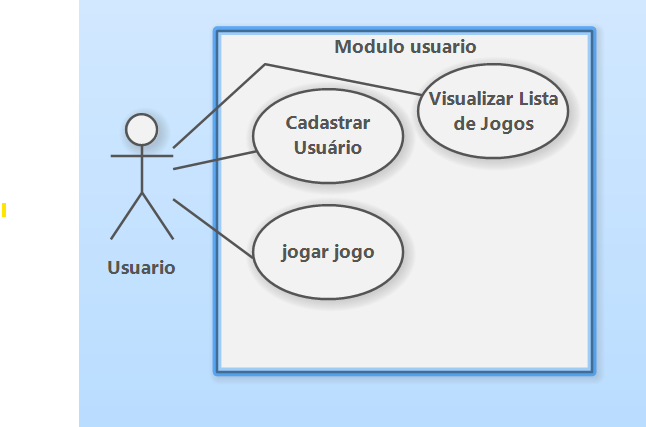 Modulo usuario
Visualizar Lista
de Jogos
Cadastrar
Usuário
jogar jogo
Usuario